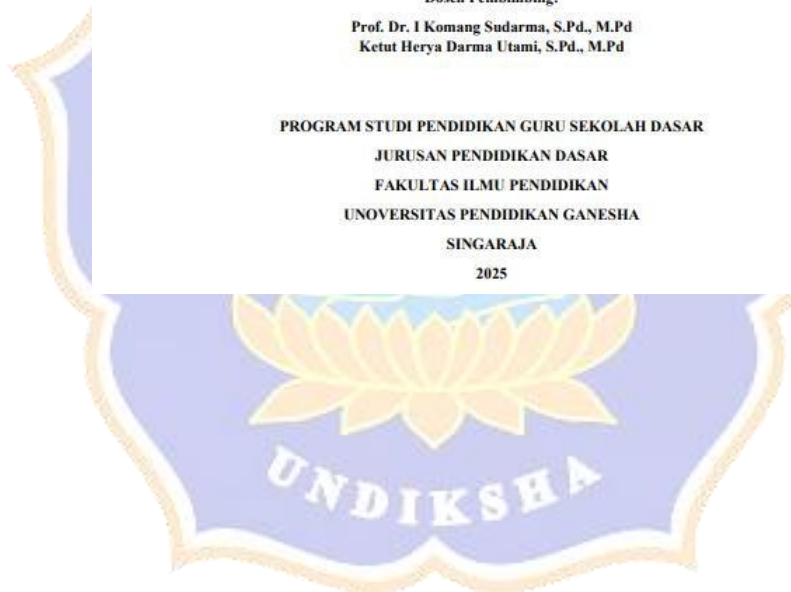 Prof. Dr. I Komang Sudarma, S.Pd., M.Pd
Ketut Herya Darma Utami, S.Pd., M.Pd
PROGRAM STUDI PENDIDIKAN GURU SEKOLAH DASAR
JURUSAN PENDIDIKAN DASAR
FAKULTAS ILMU PENDIDIKAN
UNOVERSITAS PENDIDIKAN GANESHA
SINGARAJA
2025
UNDIKSHA